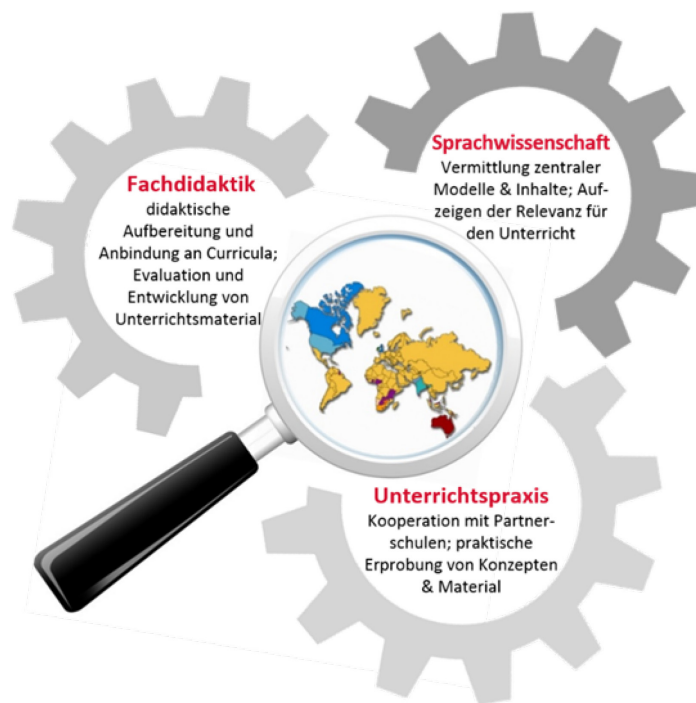 Fachdidaktik
didaktische
Aufbereitung und
Anbindung an Curricula;
Evaluation und
Entwicklung von
Unterrichtsmaterial
Sprachwissenschaft
Vermittlung zentraler
Modelle & Inhalte; Auf-
zeigen der Relevanz für
den Unterricht
Unterrichtspraxis
Kooperation mit Partner-
schulen; praktische
Erprobung von Konzepten
& Material